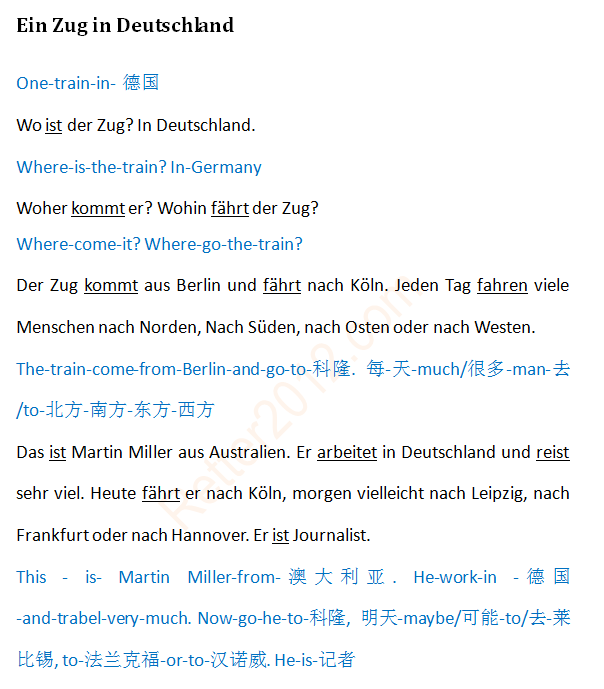 Ein Zug in Deutschland
One-train-in- 德国
Wo ist der Zug? In Deutschland.
Where-is-the-train? In-Germany
Woher kommt er? Wohin fährt der Zug?
Where-come-it? Where-go-the-train?
Der Zug kommt aus Berlin und fährt nach Köln. Jeden Tag fahren viele
Menschen nach Norden, Nach Süden, nach Osten oder nach Westen.
The-train-come-from-Berlin-and-go-to-科隆. 每-天-much/很多-man-去
/to-北方-南方-东方-西方
Das ist Martin Miller aus Australien. Er arbeitet in Deutschland und reist
sehr viel. Heute fährt er nach Köln, morgen vielleicht nach Leipzig, nach
Frankfurt oder nach Hannover. Er ist Journalist.
This - is- Martin Miller-from-澳大利亚. He-work-in -德国
-and-trabel-very-much. Now-go-he-to-科隆, 明天-maybe/可能-to/去-莱
比锡, to-法兰克福-or-to-汉诺威. He-is-记者
Retter2012.com